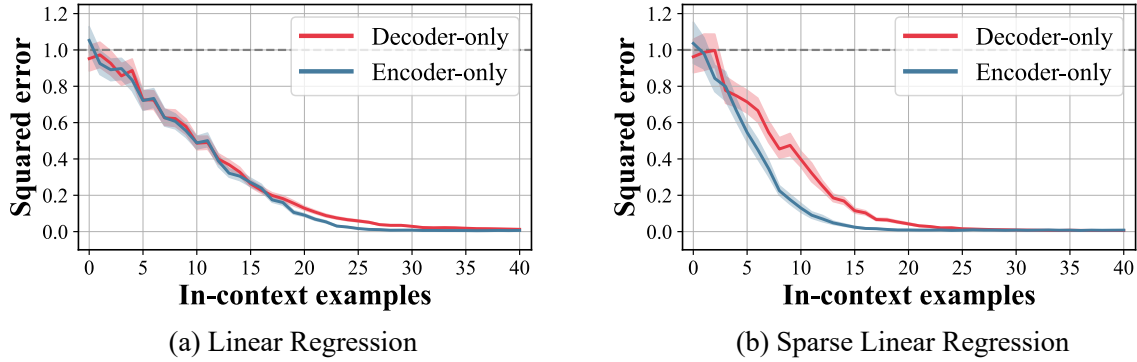 Squared error
1.2
1.0
0.8
0.6
0.4
0.2
0.0
Decoder-only
Encoder-only
0 5 10 15 20 25 30 35 40
In-context examples
(a) Linear Regression
Squared error
1.2
1.0
0.8
0.6
0.4
0.2
0.0
Decoder-only
Encoder-only
0 5 10 15 20 25 30 35 40
In-context examples
(b) Sparse Linear Regression